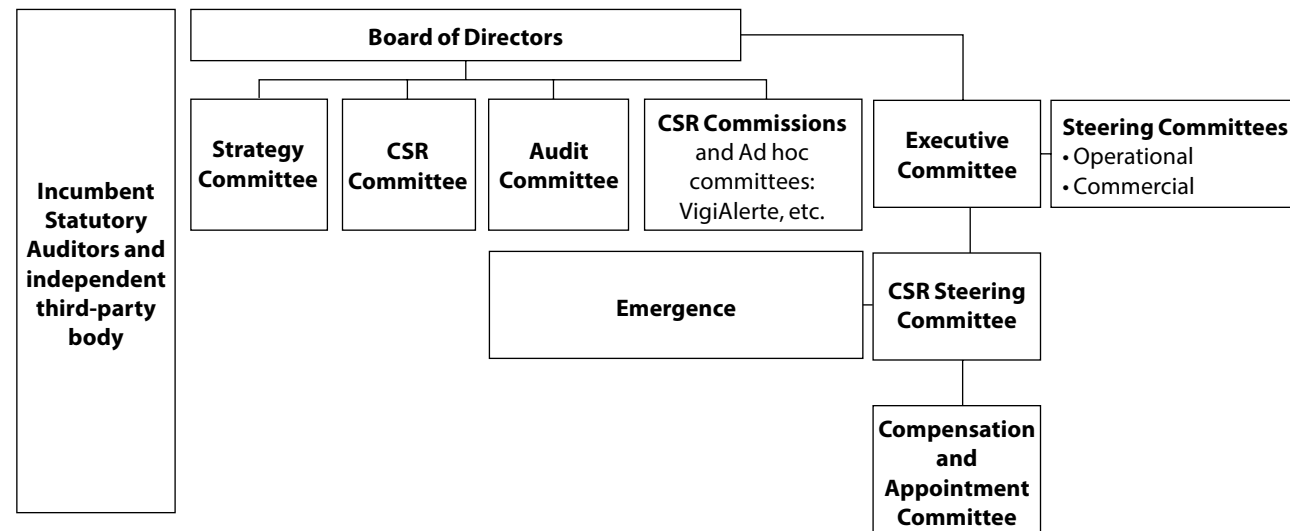 Board of Directors
Incumbent
Statutory
Auditors and
independent
third-party
body
Strategy
Committee
CSR
Committee
Audit
Committee
CSR Commissions
and Ad hoc
committees:
VigiAlerte, etc.
Executive
Committee
Steering Committees
• Operational
• Commercial
Emergence
CSR Steering
Committee
Compensation
and
Appointment
Committee